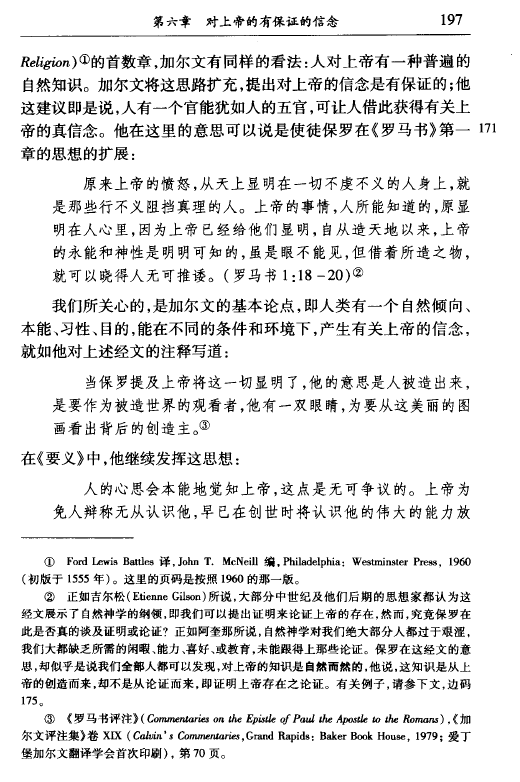 第六章　对上帝的有保证的信念　197
Religion)①的首数章,加尔文有同样的看法:人对上帝有一种普遍的
自然知识。加尔文将这思路扩充,提出对上帝的信念是有保证的;他
这建议即是说,人有一个官能犹如人的五官,可让人借此获得有关上
帝的真信念。他在这里的意思可以说是使徒保罗在《罗马书》第一 171
章的思想的扩展:
原来上帝的愤怒,从天上显明在一切不虔不义的人身上,就
是那些行不义阻挡真理的人。上帝的事情,人所能知道的,原显
明在人心里,因为上帝已经给他们显明,自从造天地以来,上帝
的永能和神性是明明可知的,虽是眼不能见,但借着所造之物,
就可以晓得人无可推诿。(罗马书 1:18-20)②
我们所关心的,是加尔文的基本论点,即人类有一个自然倾向、
本能、习性、目的,能在不同的条件和环境下,产生有关上帝的信念,
就如他对上述经文的注释写道:
当保罗提及上帝将这一切显明了,他的意思是人被造出来,
是要作为被造世界的观看者,他有一双眼睛,为要从这美丽的图
画看出背后的创造主。③
在《要义》中,他继续发挥这思想:
人的心思会本能地觉知上帝,这点是无可争议的。上帝为
免人辩称无从认识他,早已在创世时将认识他的伟大的能力放
① Ford Lewis Battles 译,John T. McNeill 编,Philadelphia: Westminster Press, 1960
(初版于 1555 年)。这里的页码是按照 1960 的那一版。
② 正如吉尔松(Etienne Gilson)所说,大部分中世纪及他们后期的思想家都认为这
经文展示了自然神学的纲领,即我们可以提出证明来论证上帝的存在,然而,究竟保罗在
此是否真的谈及证明或论证? 正如阿奎那所说,自然神学对我们绝大部分人都过于艰涩,
我们大都缺乏所需的闲暇、能力、喜好、或教育,未能跟得上那些论证。保罗在这经文的意
思,却似乎是说我们全部人都可以发现,对上帝的知识是自然而然的,他说,这知识是从上
帝的创造而来,却不是从论证而来,即证明上帝存在之论证。有关例子,请参下文,边码
175。
③ 《罗马书评注》(Commentaries on the Epistle of Paul the Apostle to the Romans),《加
尔文评注集》卷 XIX (Calvin's Commentaries,Grand Rapids: Baker Book House, 1979; 爱丁
堡加尔文翻译学会首次印刷), 第 70 页。